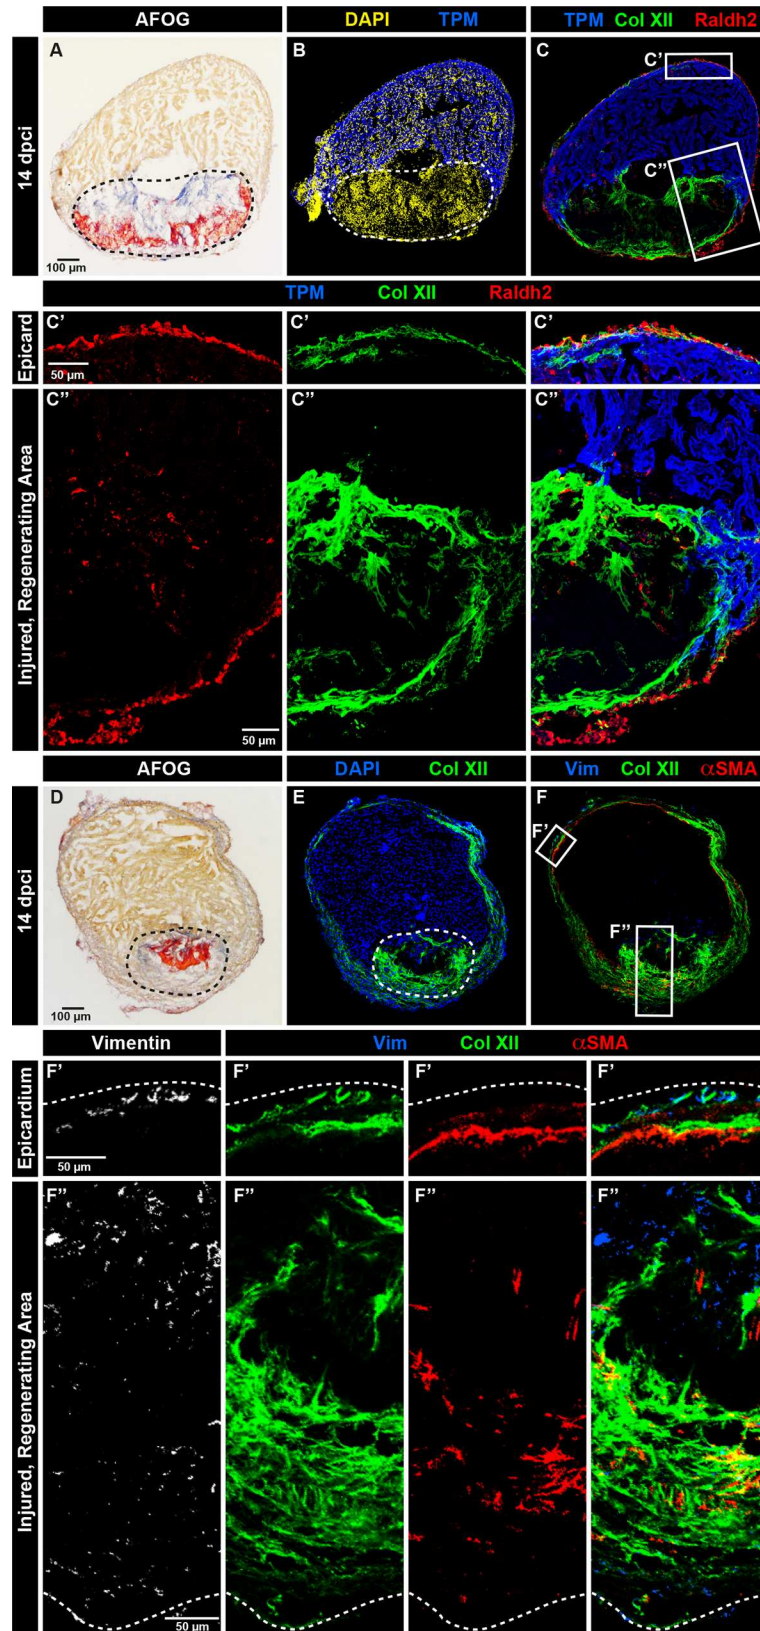 AFOG DAPI TPM TPM Col XII Raldh2
14 dpci
A B C
C’
C”
100 µm
TPM Col XII Raldh2
Epicard
C’ C’ C’
50 µm
Injured, Regenerating Area
C” C” C”
50 µm
AFOG DAPI Col XII Vim Col XII αSMA
14 dpci
D E F
F’
F”
100 µm
Vimentin Vim Col XII αSMA
Epicardium
F’ F’ F’ F’
50 µm
Injured, Regenerating Area
F” F” F” F”
50 µm